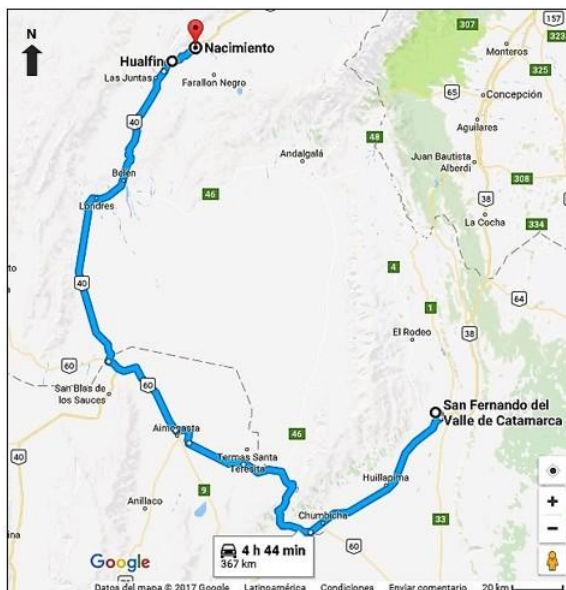 N
Hualfin
Nacimiento
Las Juntas
Farallon Negro
40
Belén
Londres
46
Andalgalá
48
307
157
323
Monteros
325
65
Concepción
Aguilares
Juan Bautista
Alberdi
308
38
La Cocha
334
64
40
4
1
El Rodeo
38
60
San Blas de
los Sauces
60
San Fernando del
Valle de Catamarca
Aimogasta
46
Termas Santa
Teresita
Huillapima
40
9
Anillaco
Chumbicha
33
60
4 h 44 min
367 km
Google
Datos del mapa © 2017 Google
Latinoamérica
Condiciones
Enviar comentario
20 km
+
−